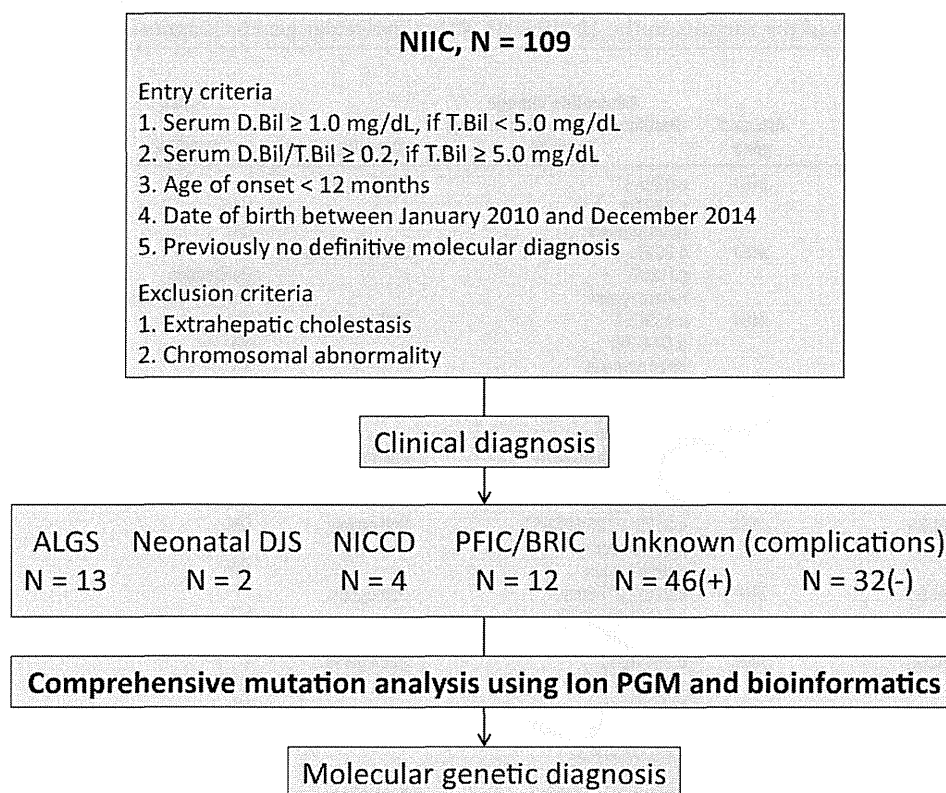 NIIC, N = 109
Entry criteria
1. Serum D.Bil ≥ 1.0 mg/dL, if T.Bil < 5.0 mg/dL
2. Serum D.Bil/T.Bil ≥ 0.2, if T.Bil ≥ 5.0 mg/dL
3. Age of onset < 12 months
4. Date of birth between January 2010 and December 2014
5. Previously no definitive molecular diagnosis
Exclusion criteria
1. Extrahepatic cholestasis
2. Chromosomal abnormality
Clinical diagnosis
ALGS Neonatal DJS NICCD PFIC/BRIC Unknown (complications)
N = 13 N = 2 N = 4 N = 12 N = 46(+) N = 32(-)
Comprehensive mutation analysis using Ion PGM and bioinformatics
Molecular genetic diagnosis